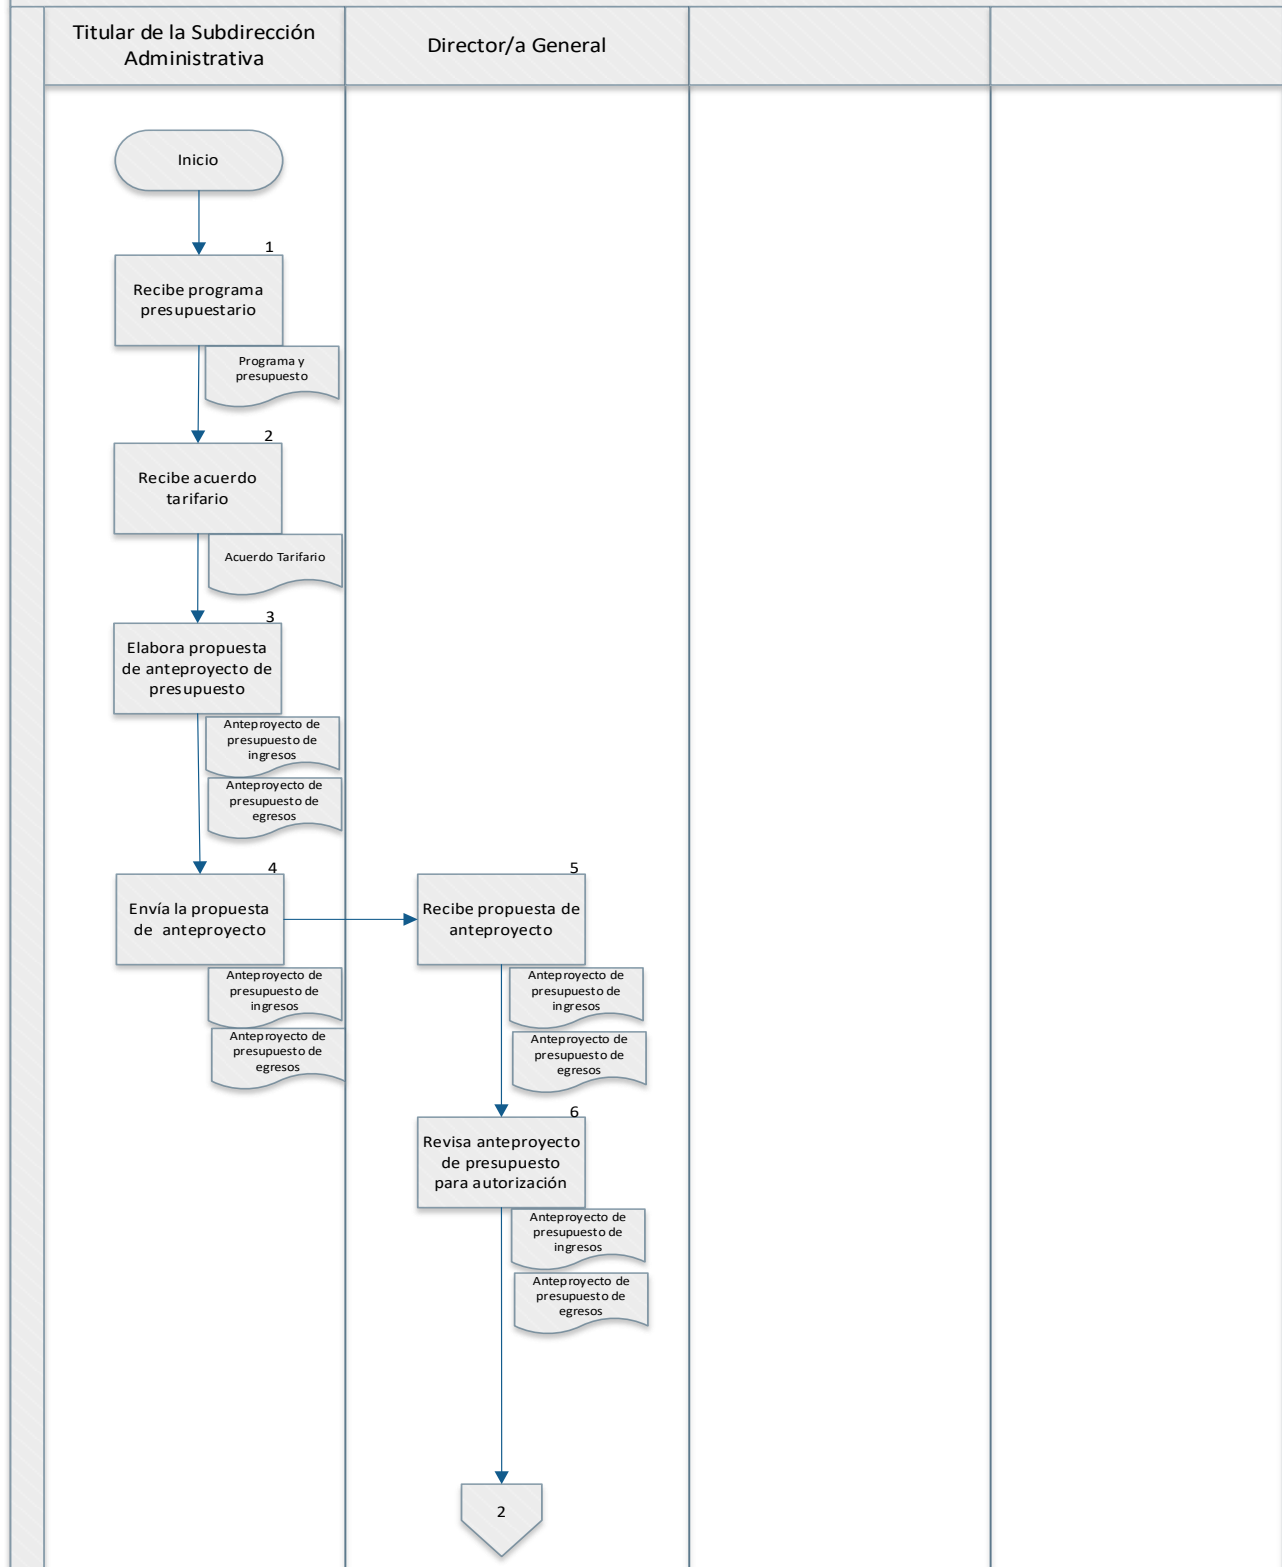 Titular de la Subdirección
Administrativa
Director/a General
Inicio
1
Recibe programa
presupuestario
Programa y
presupuesto
2
Recibe acuerdo
tarifario
Acuerdo Tarifario
3
Elabora propuesta
de anteproyecto de
presupuesto
Anteproyecto de
presupuesto de
ingresos
Anteproyecto de
presupuesto de
egresos
4
Envía la propuesta
de anteproyecto
Anteproyecto de
presupuesto de
ingresos
Anteproyecto de
presupuesto de
egresos
5
Recibe propuesta de
anteproyecto
Anteproyecto de
presupuesto de
ingresos
Anteproyecto de
presupuesto de
egresos
6
Revisa anteproyecto
de presupuesto
para autorización
Anteproyecto de
presupuesto de
ingresos
Anteproyecto de
presupuesto de
egresos
2